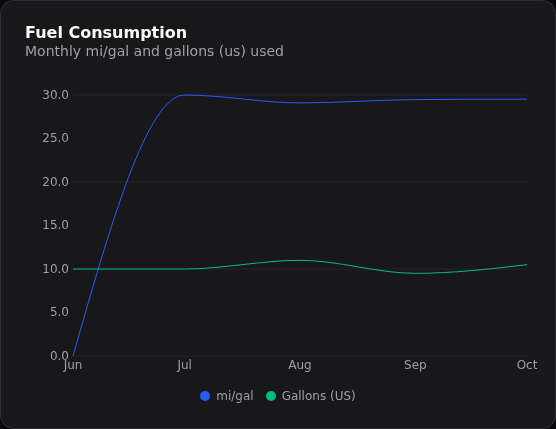 Fuel Consumption
Monthly mi/gal and gallons (us) used
30.0
25.0
20.0
15.0
10.0
5.0
0.0
Jun Jul Aug Sep Oct
mi/gal Gallons (US)